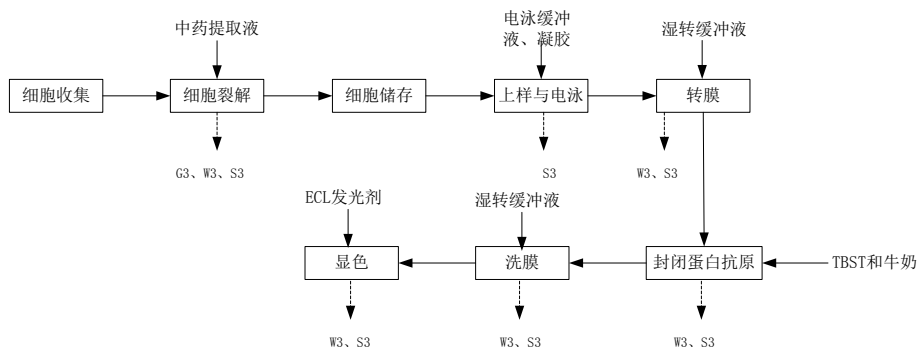 中药提取液
电泳缓冲
液、凝胶
湿转缓冲液
细胞收集
细胞裂解
细胞储存
上样与电泳
转膜
G3、W3、S3
S3
W3、S3
ECL发光剂
湿转缓冲液
显色
洗膜
封闭蛋白抗原
TBST和牛奶
W3、S3
W3、S3
W3、S3